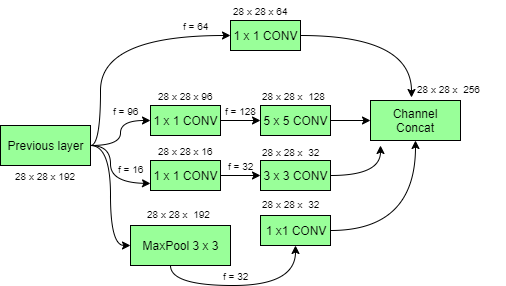 28 x 28 x 64
f = 64
1 x 1 CONV
28 x 28 x 256
28 x 28 x 96
28 x 28 x  128
f = 96
1 x 1 CONV
f = 128
5 x 5 CONV
Channel
Concat
Previous layer
28 x 28 x 192
28 x 28 x 16
28 x 28 x  32
f = 16
1 x 1 CONV
f = 32
3 x 3 CONV
28 x 28 x  192
28 x 28 x  32
MaxPool 3 x 3
1 x1 CONV
f = 32